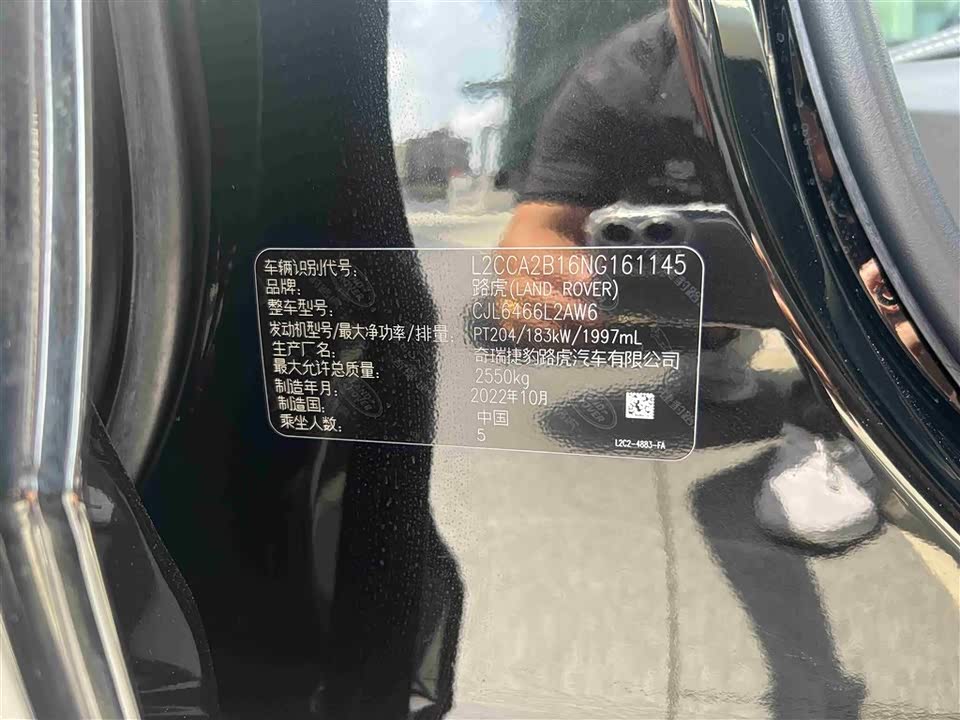 车辆识别代号: L2CCA2B16NG161145
品牌: 路虎(LAND ROVER)
整车型号: CJL6466L2AW6
发动机型号/最大净功率/排量: PT204/183kW/1997mL
生产厂名: 奇瑞捷豹路虎汽车有限公司
最大允许总质量: 2550kg
制造年月: 2022年10月
制造国: 中国
乘坐人数: 5
L2C2-4883-FA